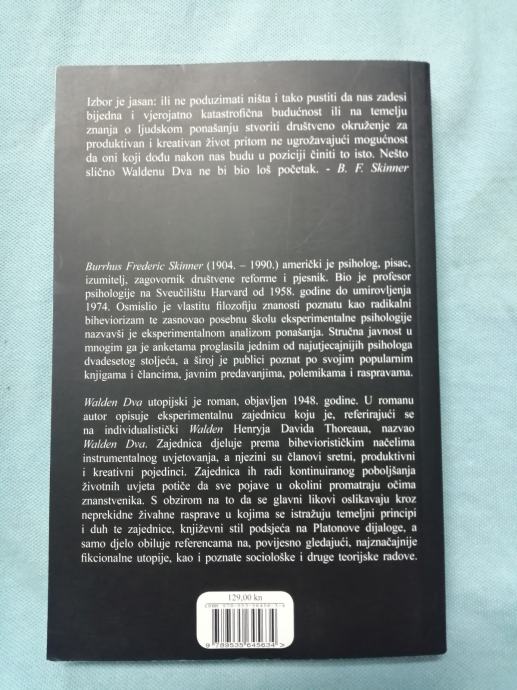 Izbor je jasan: ili ne poduzimati ništa i tako pustiti da nas zadesi
bijedna i vjerojatno katastrofična budućnost ili na temelju
znanja o ljudskom ponašanju stvoriti društveno okruženje za
produktivan i kreativan život pritom ne ugrožavajući mogućnost
da oni koji dođu nakon nas budu u poziciji činiti to isto. Nešto
slično Waldenu Dva ne bi bio loš početak. - B. F. Skinner
Burrhus Frederic Skinner (1904. – 1990.) američki je psiholog, pisac,
izumitelj, zagovornik društvene reforme i pjesnik. Bio je profesor
psihologije na Sveučilištu Harvard od 1958. godine do umirovljenja
1974. Osmislio je vlastitu filozofiju znanosti poznatu kao radikalni
biheviorizam te zasnovao posebnu školu eksperimentalne psihologije
nazvavši je eksperimentalnom analizom ponašanja. Stručna javnost u
mnogim ga je anketama proglasila jednim od najutjecajnijih psihologa
dvadesetog stoljeća, a široj je publici poznat po svojim popularnim
knjigama i člancima, javnim predavanjima, polemikama i raspravama.
Walden Dva utopijski je roman, objavljen 1948. godine. U romanu
autor opisuje eksperimentalnu zajednicu koju je, referirajući se
na individualistički Walden Henryja Davida Thoreaua, nazvao
Walden Dva. Zajednica djeluje prema biheviorističkim načelima
instrumentalnog uvjetovanja, a njezini su članovi sretni, produktivni
i kreativni pojedinci. Zajednica ih radi kontinuiranog poboljšanja
životnih uvjeta potiče da sve pojave u okolini promatraju očima
znanstvenika. S obzirom na to da se glavni likovi oslikavaju kroz
neprekidne živahne rasprave u kojima se istražuju temeljni principi
i duh te zajednice, književni stil podsjeća na Platonove dijaloge, a
samo djelo obiluje referencama na, povijesno gledajući, najznačajnije
fikcionalne utopije, kao i poznate sociološke i druge teorijske radove.
129,00 kn
9 789535 645634 >